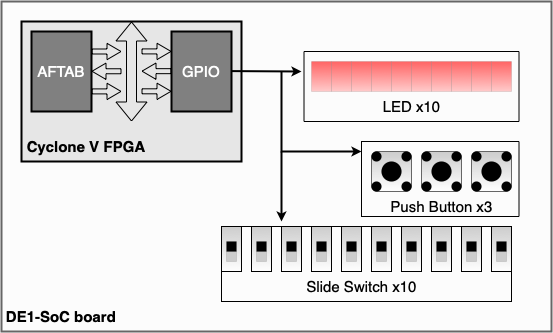 AFTAB
GPIO
Cyclone V FPGA
LED x10
Push Button x3
Slide Switch x10
DE1-SoC board